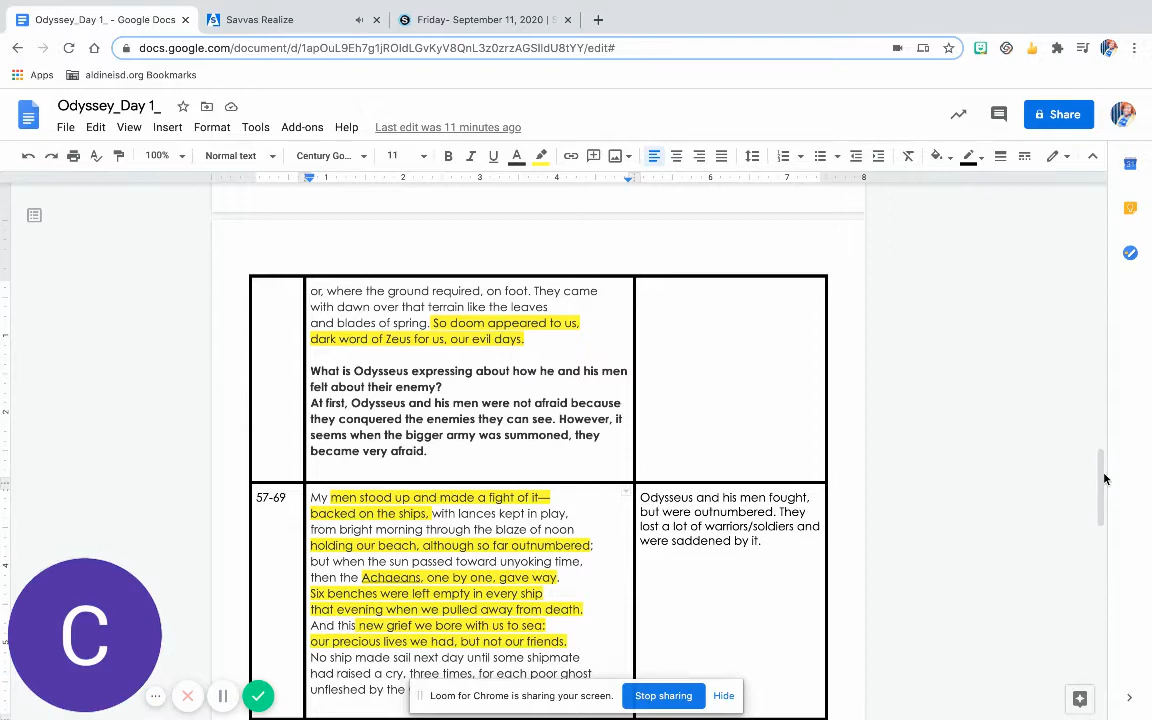 Odyssey_Day 1_ - Google Docs
Savvas Realize
Friday- September 11, 2020 | S
docs.google.com/document/d/1apOuL9Eh7g1jROIdLGvKyV8QnL3z0zrzAGSIIdU8tYY/edit#
Apps
aldineisd.org Bookmarks
Odyssey_Day 1_
File Edit View Insert Format Tools Add-ons Help Last edit was 11 minutes ago
Share
100% Normal text Century Go... 11 B I U A
1 2 3 4 6 7 8
or, where the ground required, on foot. They came
with dawn over that terrain like the leaves
and blades of spring. So doom appeared to us,
dark word of Zeus for us, our evil days.
What is Odysseus expressing about how he and his men
felt about their enemy?
At first, Odysseus and his men were not afraid because
they conquered the enemies they can see. However, it
seems when the bigger army was summoned, they
became very afraid.
57-69
My men stood up and made a fight of it—
backed on the ships, with lances kept in play,
from bright morning through the blaze of noon
holding our beach, although so far outnumbered;
but when the sun passed toward unyoking time,
then the Achaeans, one by one, gave way.
Six benches were left empty in every ship
that evening when we pulled away from death.
And this new grief we bore with us to sea:
our precious lives we had, but not our friends.
No ship made sail next day until some shipmate
had raised a cry, three times, for each poor ghost
unfleshed by the
Odysseus and his men fought,
but were outnumbered. They
lost a lot of warriors/soldiers and
were saddened by it.
C
Loom for Chrome is sharing your screen.
Stop sharing
Hide